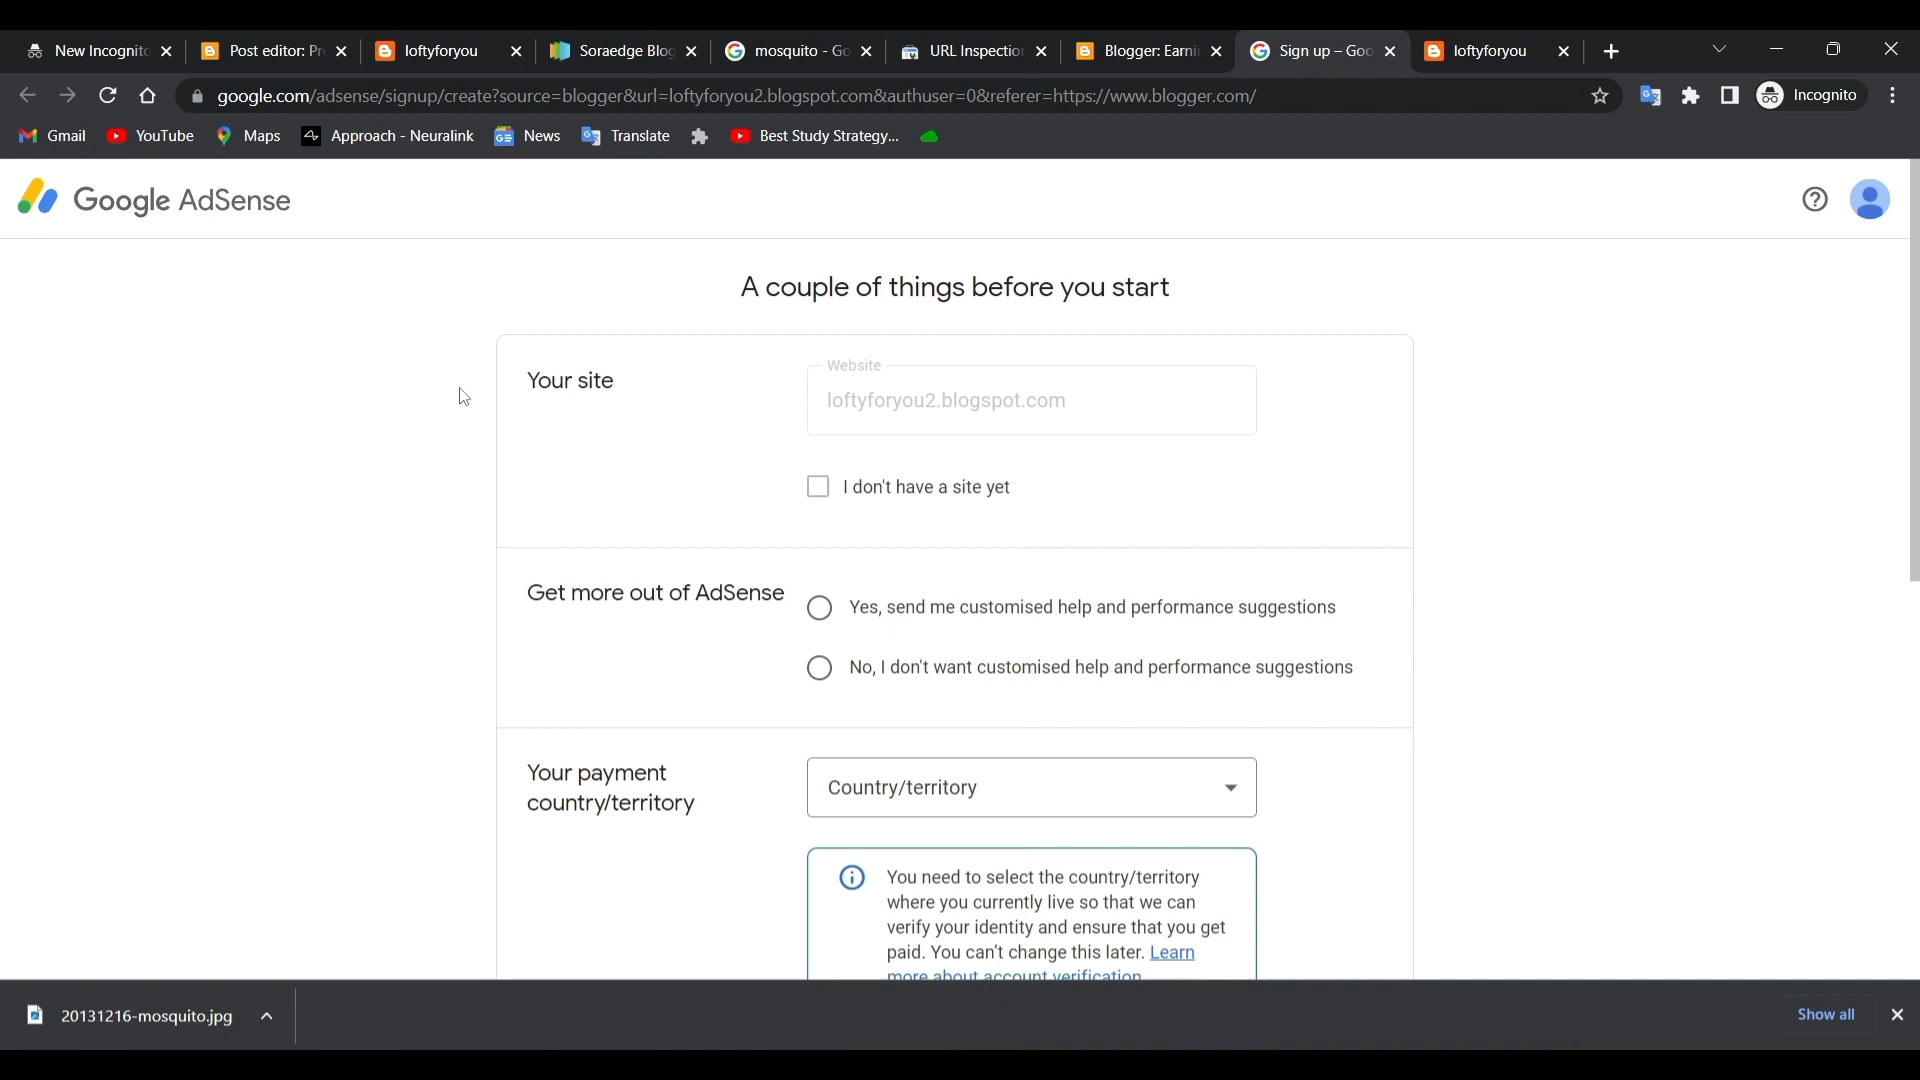 New Incognito
Post editor: Pr
loftyforyou
Soraedge Blog
mosquito - Go
URL Inspection
Blogger: Earni
Sign up – Goo
loftyforyou
google.com/adsense/signup/create?source=blogger&url=loftyforyou2.blogspot.com&authuser=0&referer=https://www.blogger.com/
Incognito
Gmail
YouTube
Maps
Approach - Neuralink
News
Translate
Best Study Strategy...
Google AdSense
A couple of things before you start
Your site
Website
loftyforyou2.blogspot.com
I don't have a site yet
Get more out of AdSense
Yes, send me customised help and performance suggestions
No, I don't want customised help and performance suggestions
Your payment
country/territory
Country/territory
You need to select the country/territory
where you currently live so that we can
verify your identity and ensure that you get
paid. You can't change this later. Learn
more about account verification
20131216-mosquito.jpg
Show all